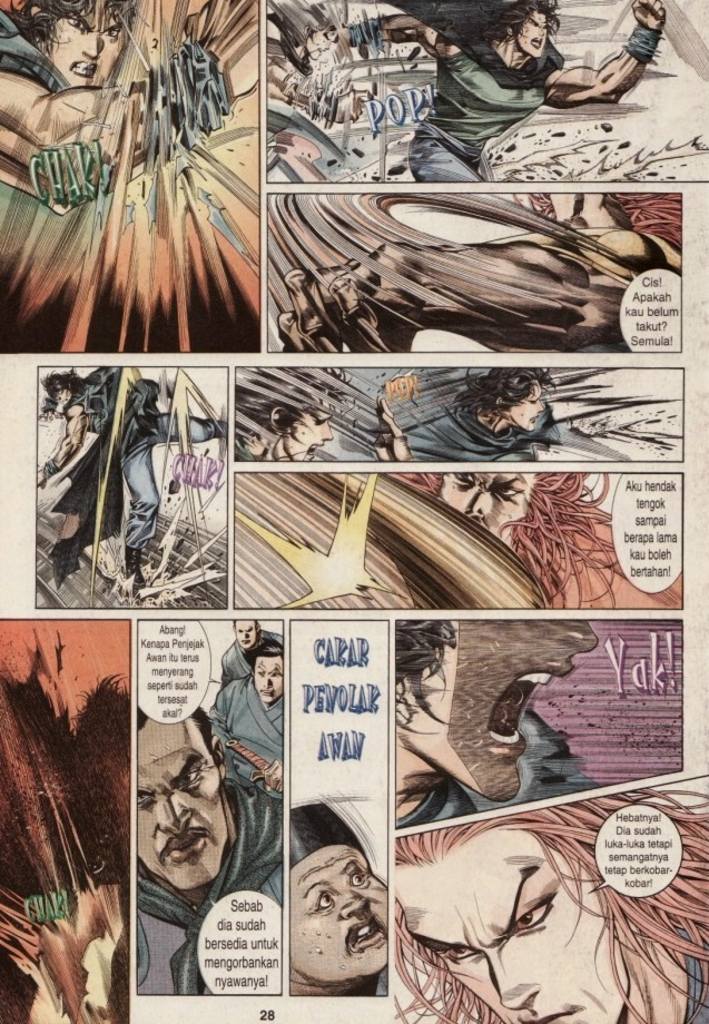 CHAK!
POP!
Cis!
Apakah
kau belum
takut?
Semula!
CHAK!
POP!
Aku hendak
tengok
sampai
berapa lama
kau boleh
bertahan!
CHAK!
Abang!
Kenapa Penjejak
Awan itu terus
menyerang
seperti sudah
tersesat
akal?
Sebab
dia sudah
bersedia untuk
mengorbankan
nyawanya!
CAKAR
PENOLAK
AWAN
Yak!
Hebatnya!
Dia sudah
luka-luka tetapi
semangatnya
tetap berkobar-
kobar!
28